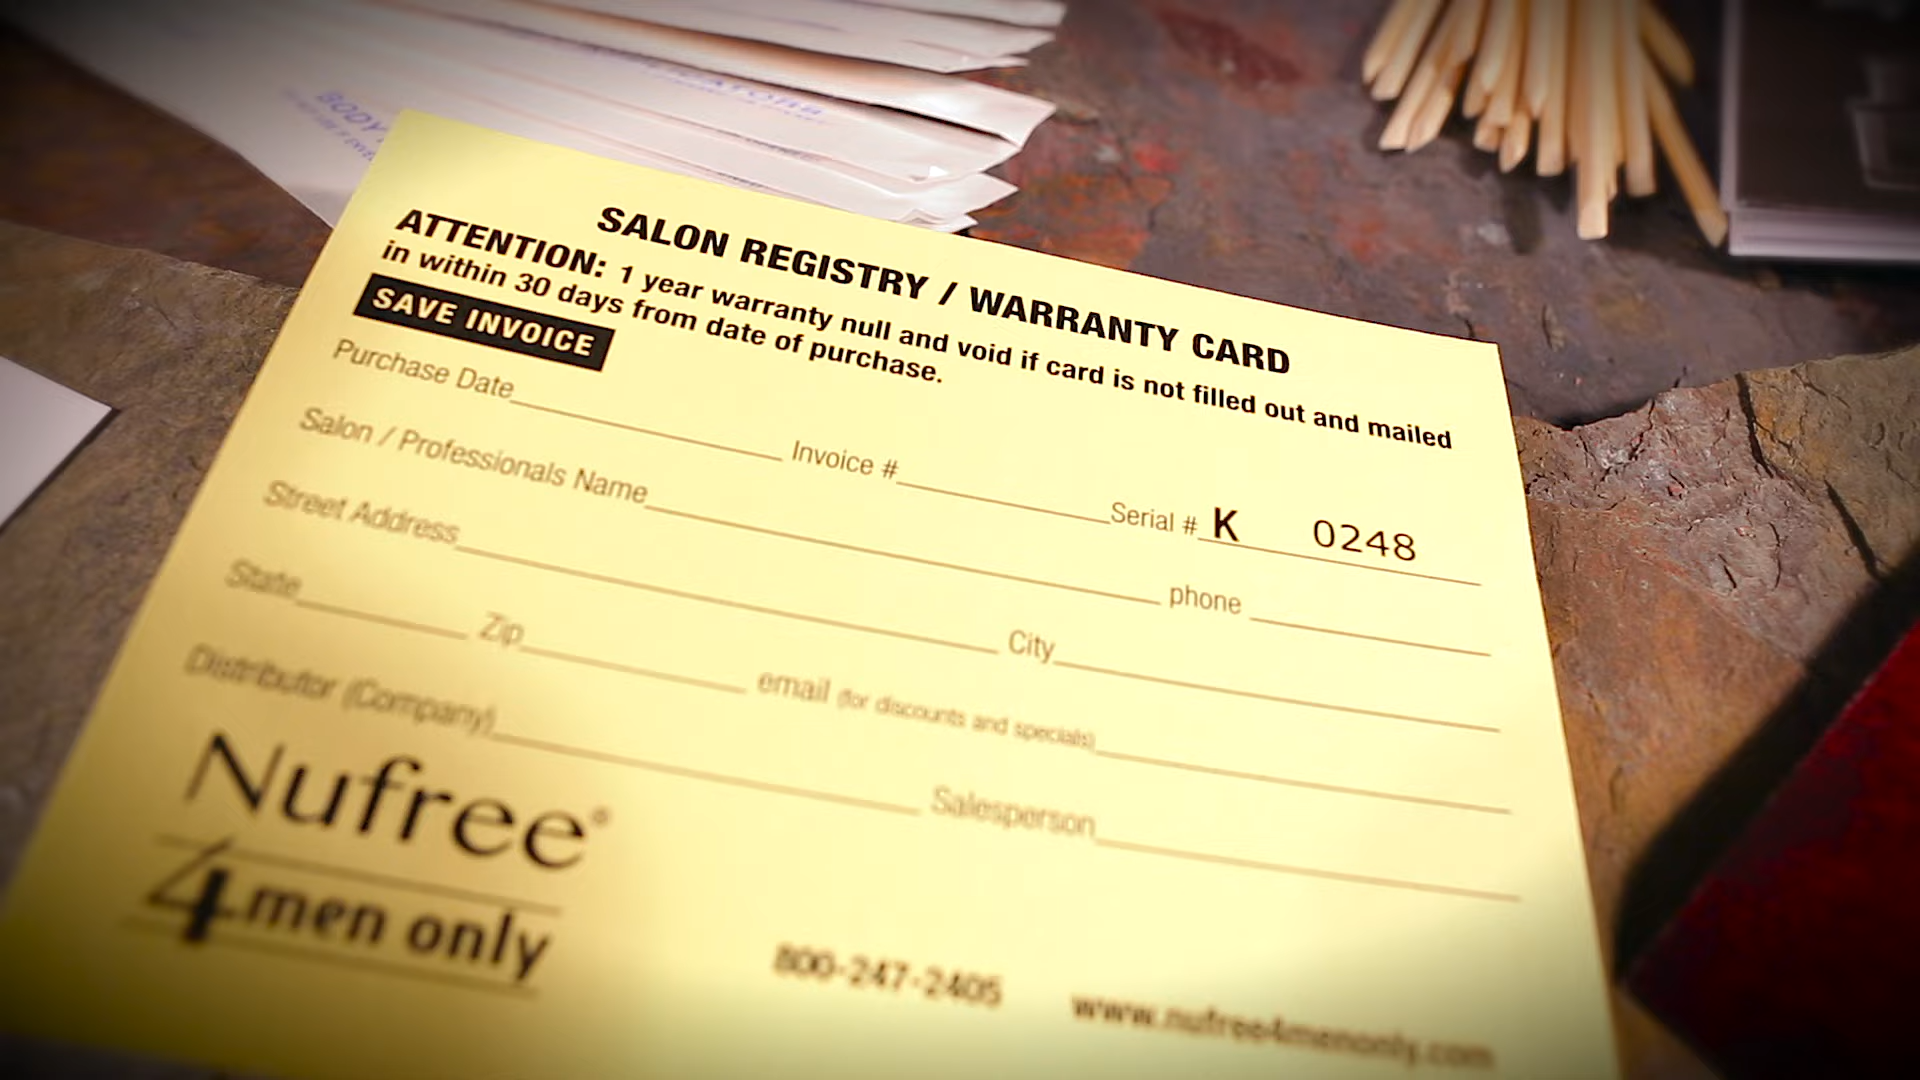 BODY
SALON REGISTRY / WARRANTY CARD
ATTENTION: 1 year warranty null and void if card is not filled out and mailed
in within 30 days from date of purchase.
SAVE INVOICE
Purchase Date Invoice # Serial # K 0248
Salon / Professionals Name phone
Street Address City
State Zip email (for discounts and specials)
Distributor (Company) Salesperson
Nufree®
4 men only
800-247-2405 www.nufree4menonly.com